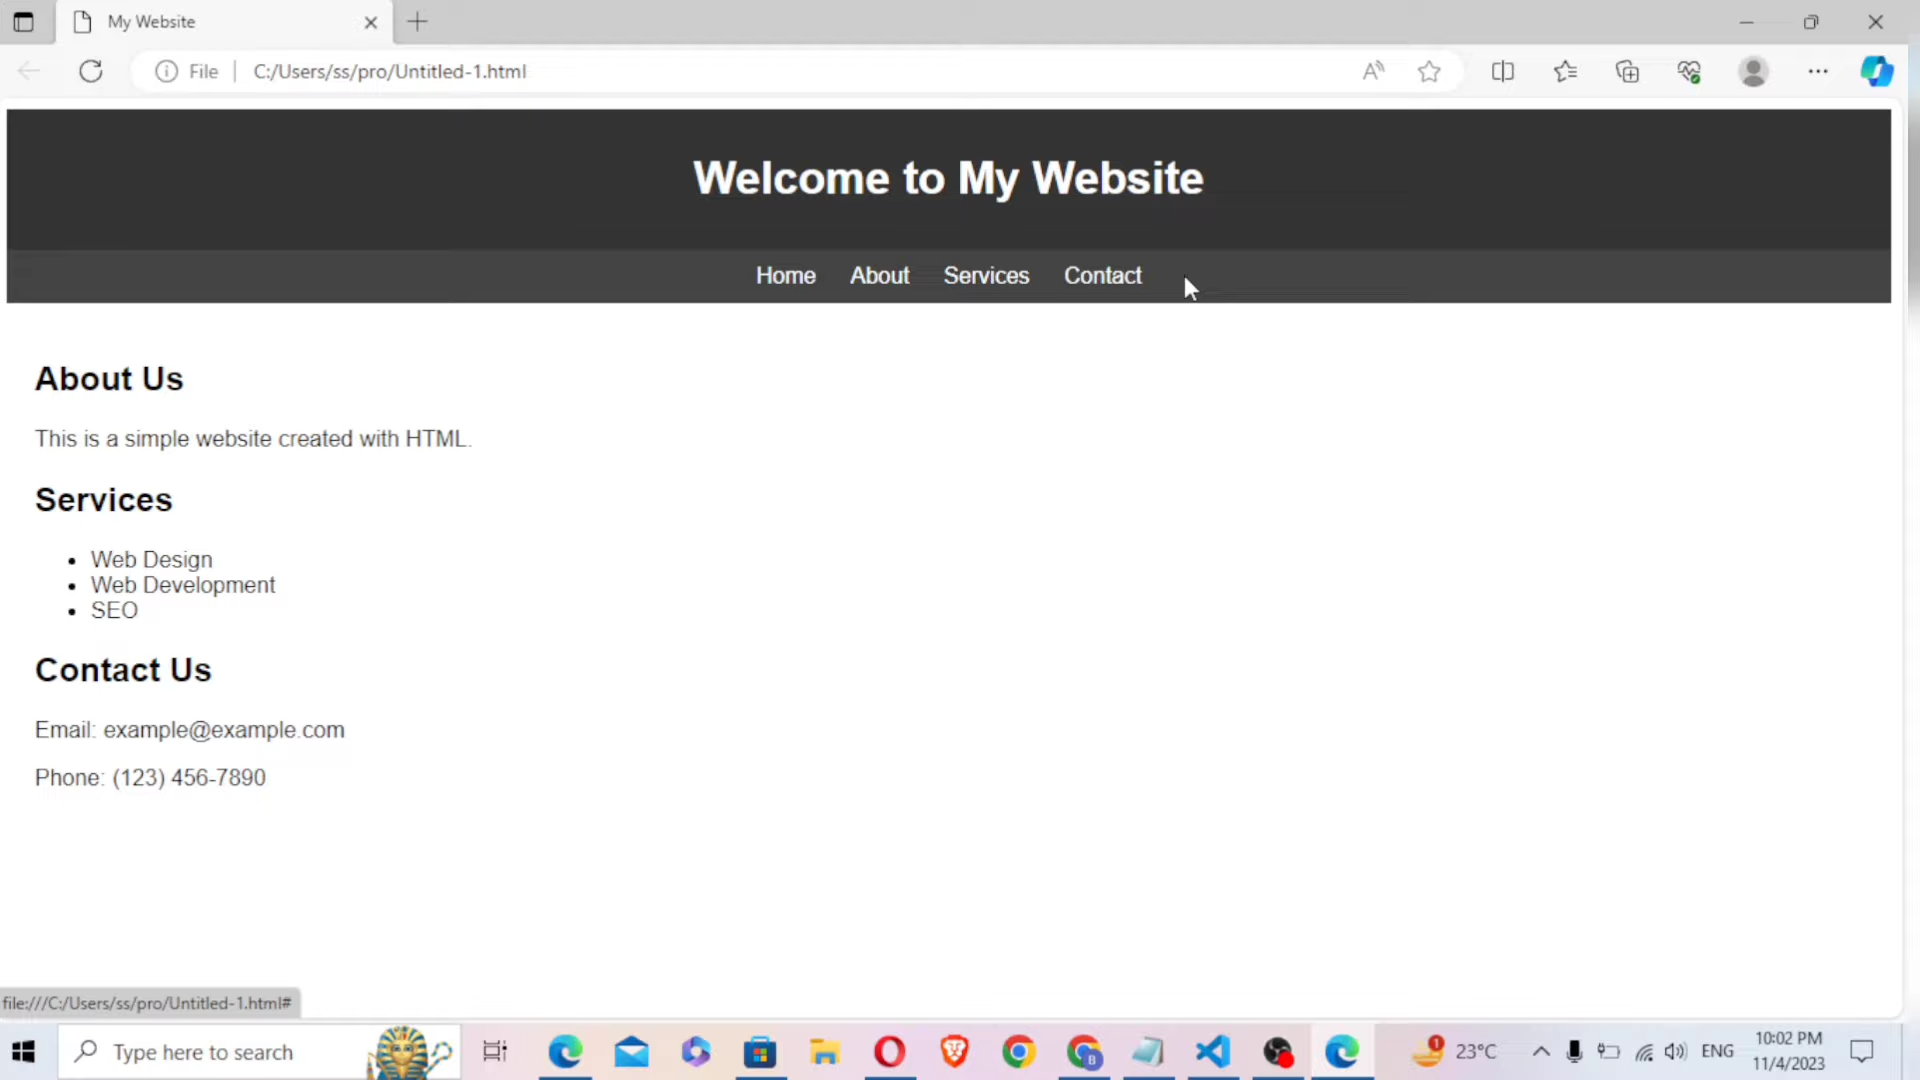 My Website
File
C:/Users/ss/pro/Untitled-1.html
Welcome to My Website
Home About Services Contact
About Us
This is a simple website created with HTML.
Services
Web Design
Web Development
SEO
Contact Us
Email: example@example.com
Phone: (123) 456-7890
file:///C:/Users/ss/pro/Untitled-1.html#
Type here to search
B
1
23°C
ENG
10:02 PM
11/4/2023